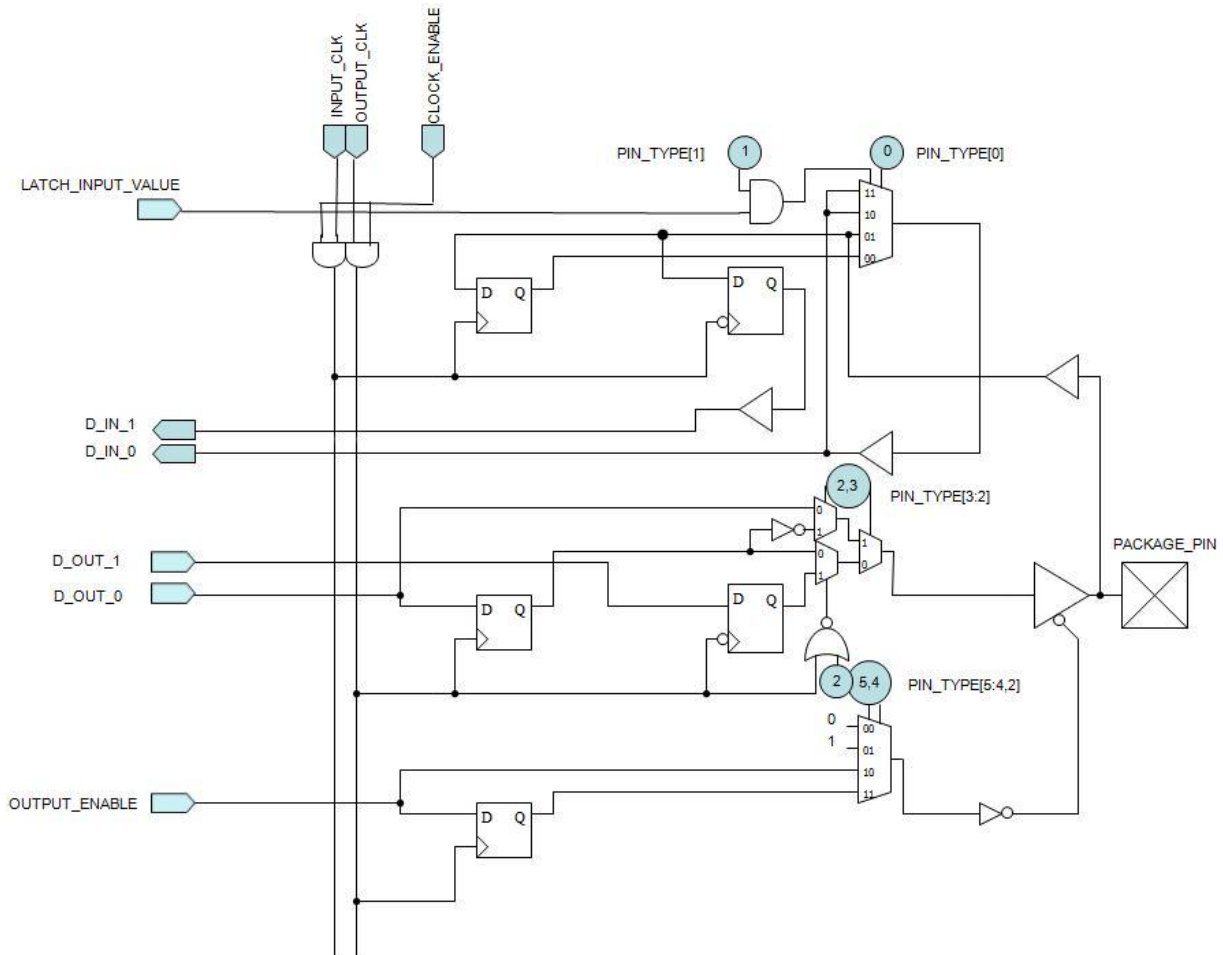 INPUT_CLK
OUTPUT_CLK
CLOCK_ENABLE
PIN_TYPE[1]
1
0
PIN_TYPE[0]
LATCH_INPUT_VALUE
11
10
01
00
D Q
D Q
D_IN_1
D_IN_0
2,3
PIN_TYPE[3:2]
0
1
1
0
0
1
PACKAGE_PIN
D_OUT_1
D_OUT_0
D Q
D Q
2
5,4
PIN_TYPE[5:4,2]
0
00
1
01
10
11
OUTPUT_ENABLE
D Q